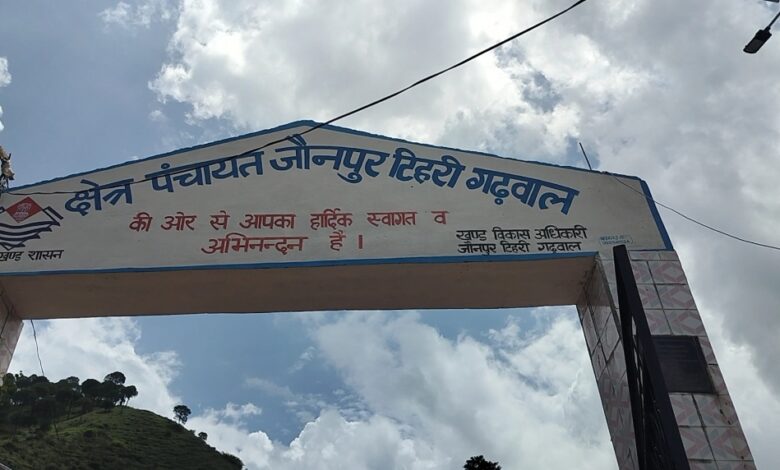 क्षेत्र पंचायत जौनपुर टिहरी गढ़वाल
की ओर से आपका हार्दिक स्वागत व
अभिनन्दन हैं ।
खण्ड विकास अधिकारी
जौनपुर टिहरी गढ़वाल
खण्ड शासन